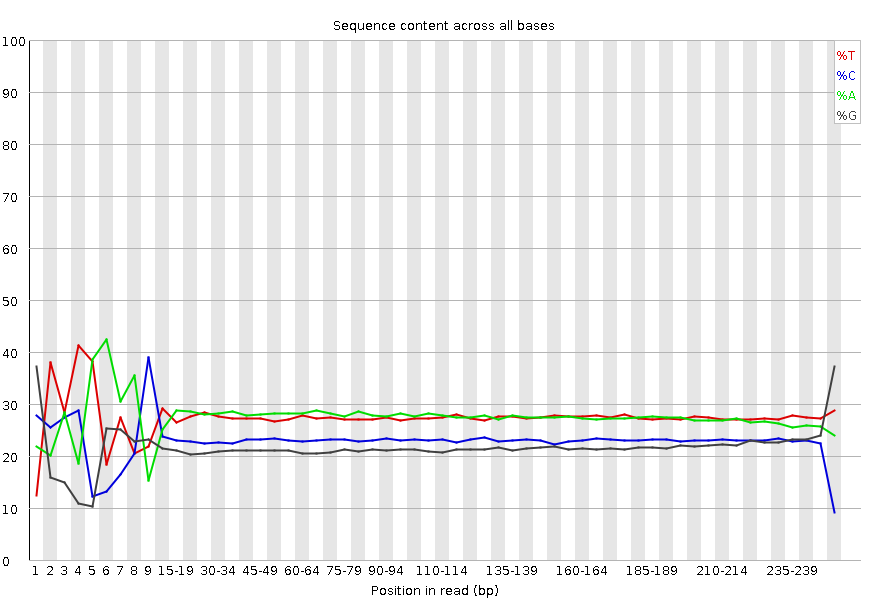 Sequence content across all bases
100
90
80
70
60
50
40
30
20
10
0
%T
%C
%A
%G
1 2 3 4 5 6 7 8 9 15-19 30-34 45-49 60-64 75-79 90-94 110-114 135-139 160-164 185-189 210-214 235-239
Position in read (bp)